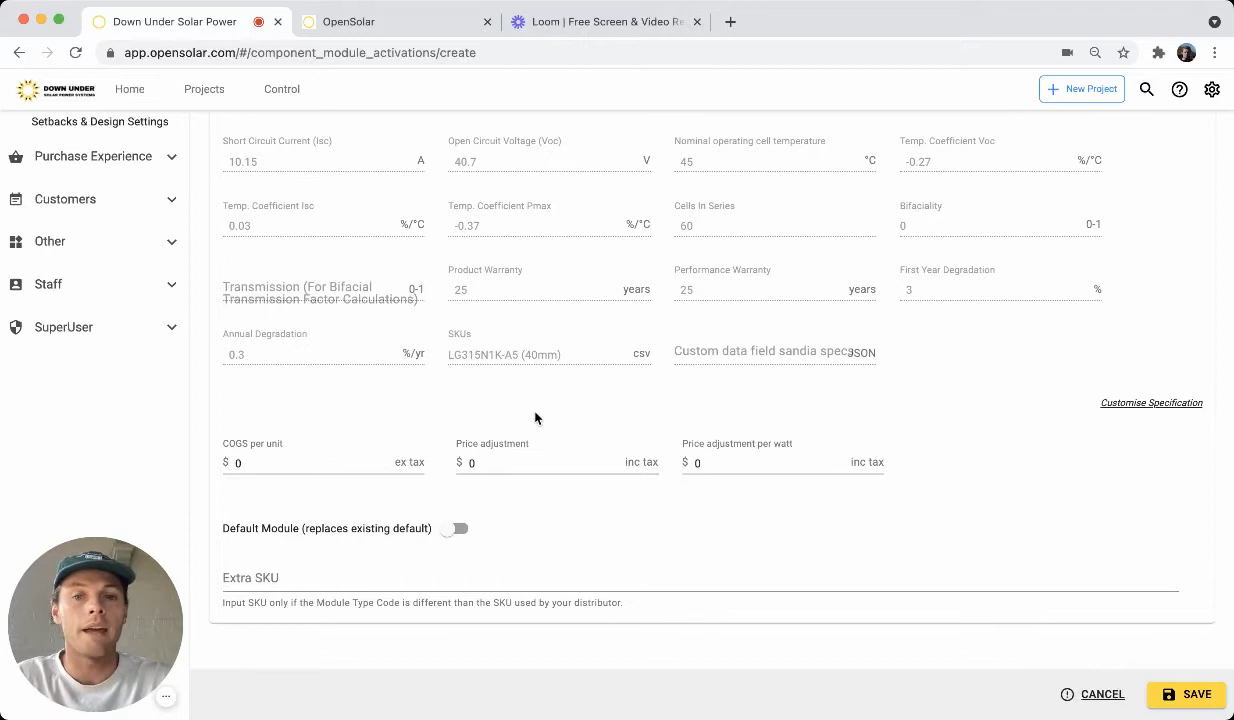 Down Under Solar Power
OpenSolar
Loom | Free Screen & Video Re
app.opensolar.com/#/component_module_activations/create
DOWN UNDER
SOLAR POWER SYSTEMS
Home
Projects
Control
New Project
Setbacks & Design Settings
Purchase Experience
Customers
Other
Staff
SuperUser
Short Circuit Current (Isc)
10.15 A
Open Circuit Voltage (Voc)
40.7 V
Nominal operating cell temperature
45 °C
Temp. Coefficient Voc
-0.27 %/°C
Temp. Coefficient Isc
0.03 %/°C
Temp. Coefficient Pmax
-0.37 %/°C
Cells In Series
60
Bifaciality
0 0-1
Transmission (For Bifacial
Transmission Factor Calculations)
0-1
Product Warranty
25 years
Performance Warranty
25 years
First Year Degradation
3 %
Annual Degradation
0.3 %/yr
SKUs
LG315N1K-A5 (40mm) csv
Custom data field sandia specs JSON
Customise Specification
COGS per unit
$ 0 ex tax
Price adjustment
$ 0 inc tax
Price adjustment per watt
$ 0 inc tax
Default Module (replaces existing default)
Extra SKU
Input SKU only if the Module Type Code is different than the SKU used by your distributor.
CANCEL
SAVE